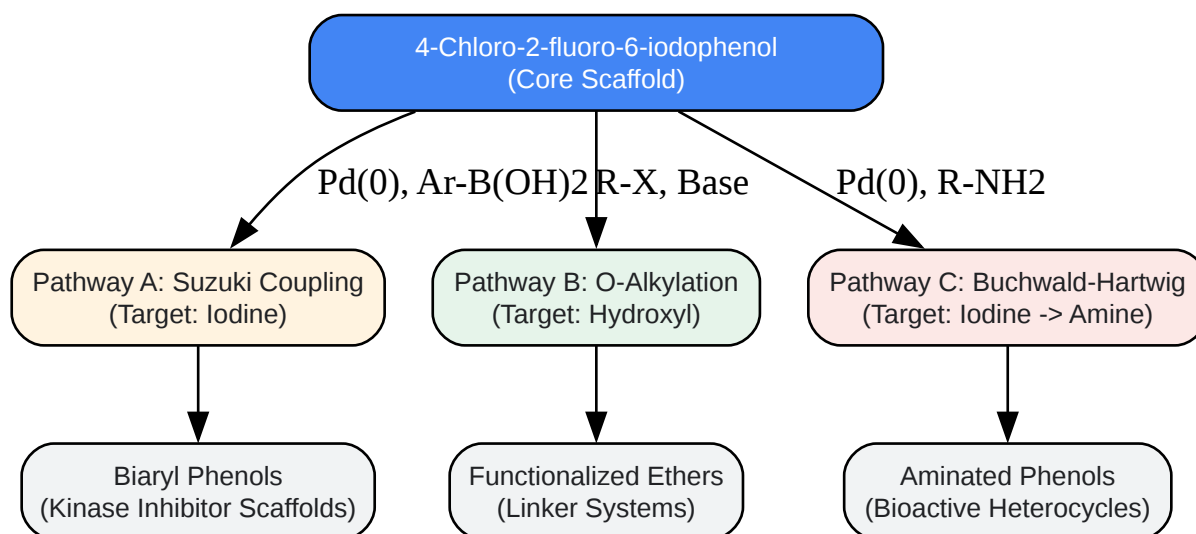 4-Chloro-2-fluoro-6-iodophenol
(Core Scaffold)
Pd(0), Ar-B(OH)2
R-X, Base
Pd(0), R-NH2
Pathway A: Suzuki Coupling
(Target: Iodine)
Pathway B: O-Alkylation
(Target: Hydroxyl)
Pathway C: Buchwald-Hartwig
(Target: Iodine -> Amine)
Biaryl Phenols
(Kinase Inhibitor Scaffolds)
Functionalized Ethers
(Linker Systems)
Aminated Phenols
(Bioactive Heterocycles)